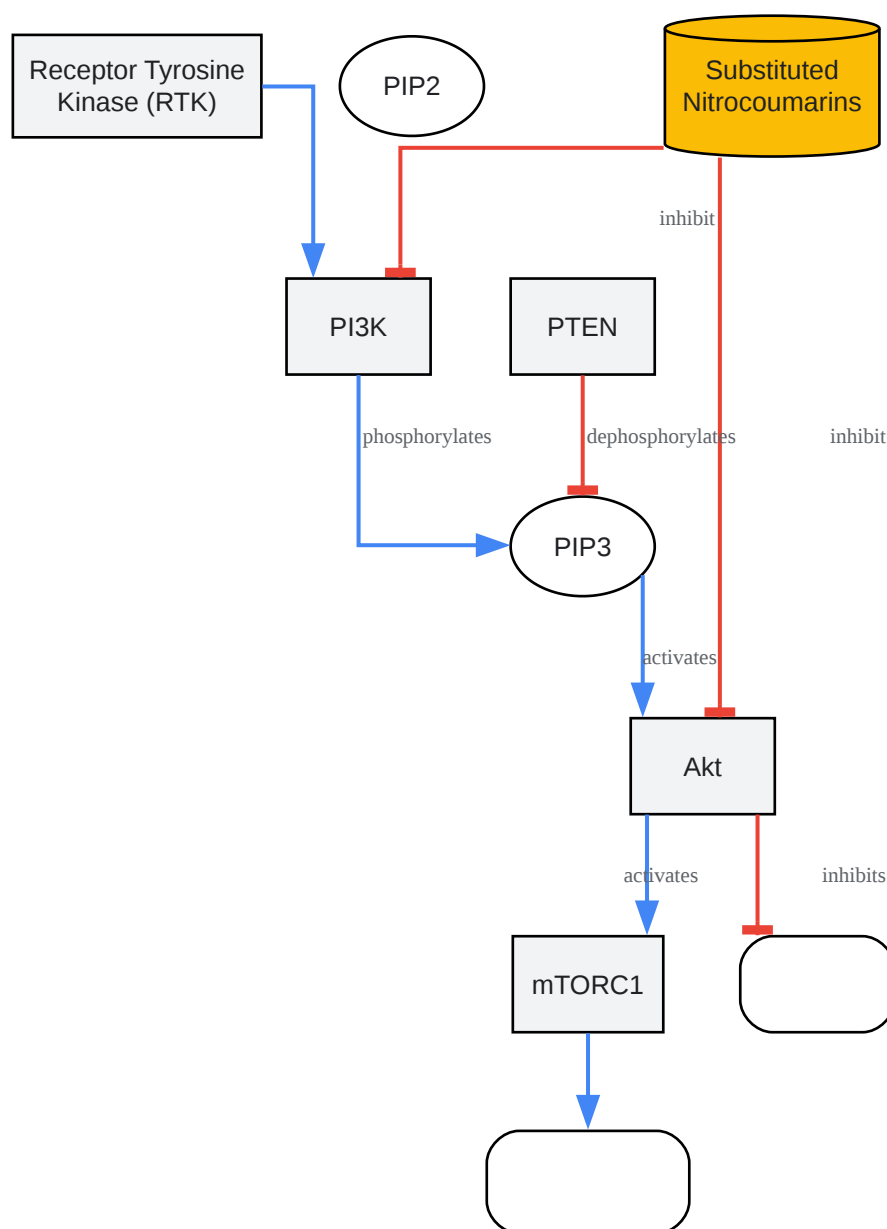 Receptor Tyrosine
Kinase (RTK)
PIP2
Substituted
Nitrocoumarins
inhibit
PI3K
PTEN
phosphorylates
dephosphorylates
inhibit
PIP3
activates
Akt
activates
inhibits
mTORC1